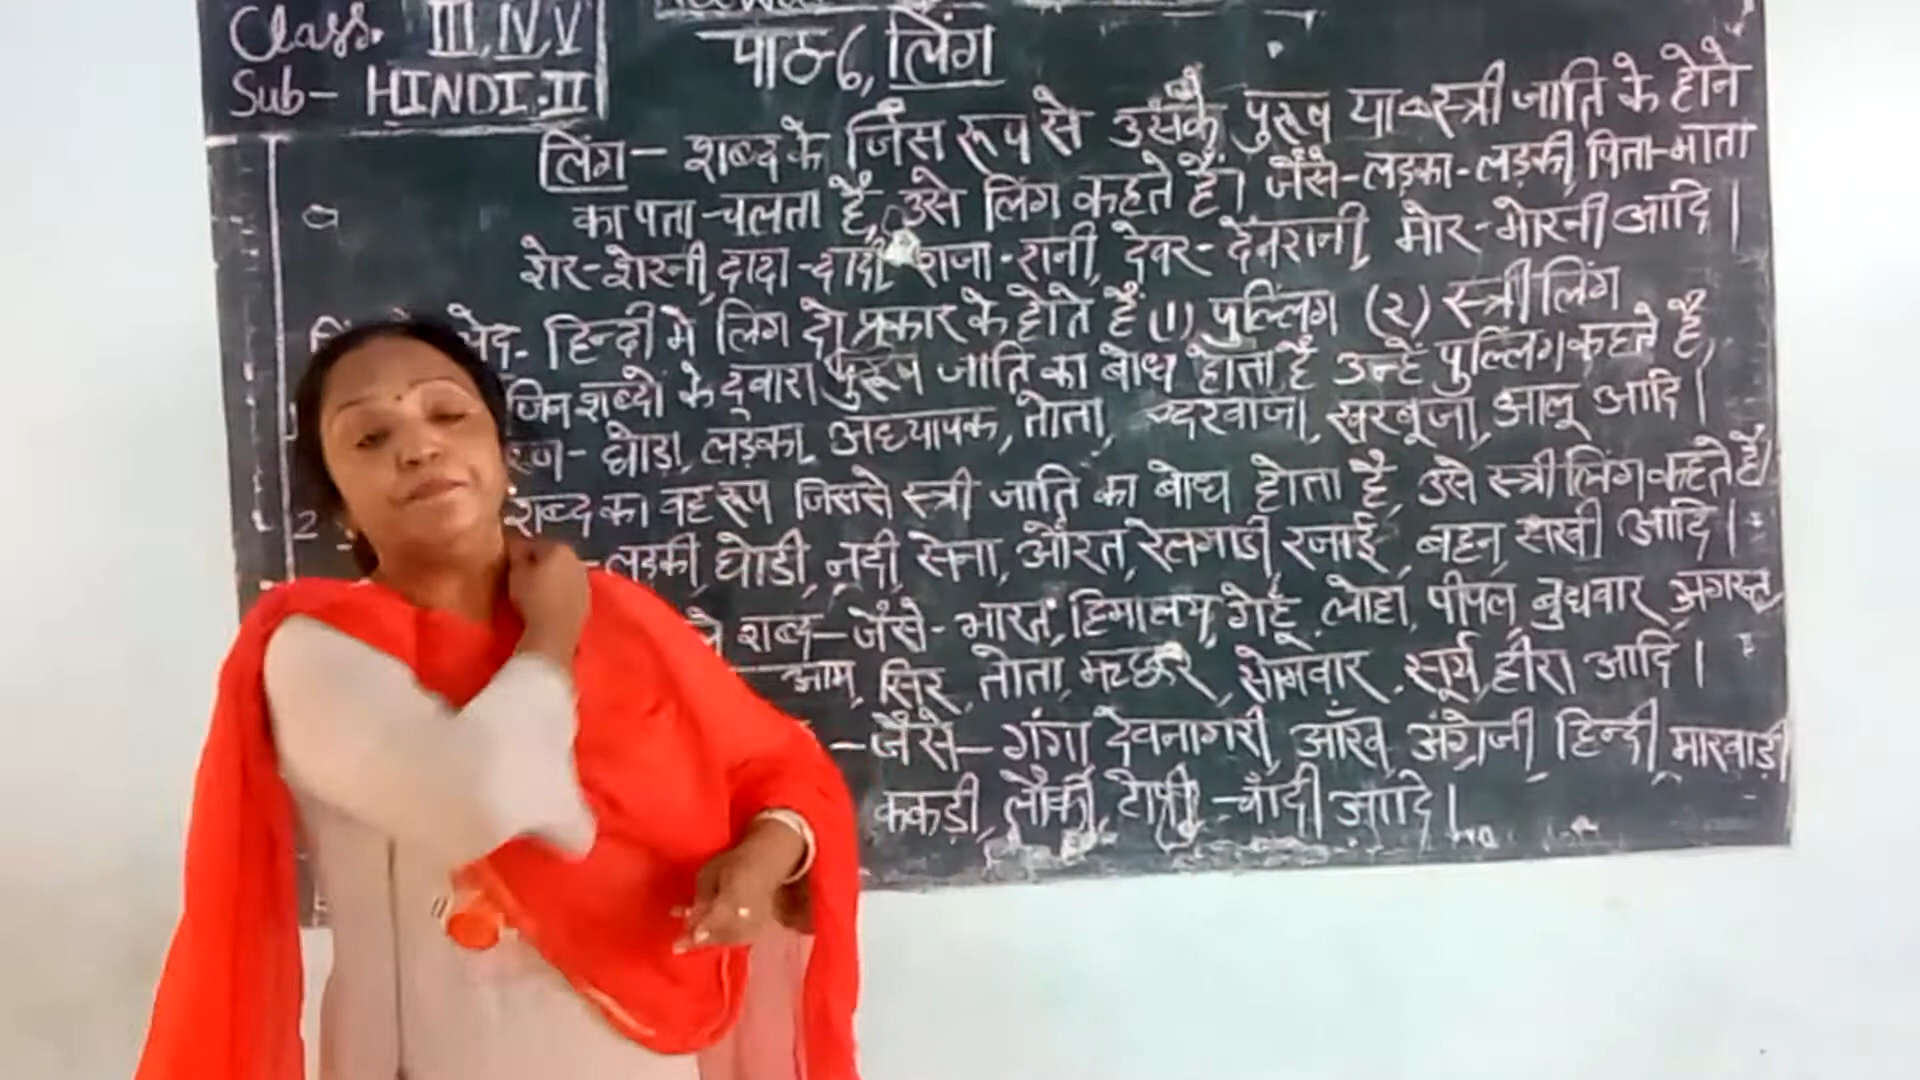 Class. III, IV, V
Sub- HINDI-II
पाठ-6, लिंग
लिंग - शब्द के जिस रूप से उसके पुरूष या स्त्री जाति के होने
का पता चलता है, उसे लिंग कहते हैं। जैसे-लड़का-लड़की, पिता-माता
शेर-शेरनी, दादा-दादी, राजा-रानी, देवर-देवरानी, मोर-मोरनी आदि।
भेद- हिन्दी में लिंग दो प्रकार के होते हैं (1) पुल्लिंग (२) स्त्रीलिंग
जिन शब्दों के द्वारा पुरूष जाति का बोध होता है उन्हें पुल्लिंग कहते है,
रण- घोडा, लड़का, अध्यापक, तोता, दरवाजा, खरबूजा, आलू आदि।
2 शब्द का वह रूप जिससे स्त्री जाति का बोध होता है, उसे स्त्रीलिंग कहते है।
-लड़की, घोडी, नदी, सेना, औरत, रेलगाडी, रजाई, बहन, सखी आदि।
शब्द-जैसे-भारत, हिमालय, गेहूँ, लोहा, पीपल, बुधवार, अगस्त,
आम, सिर, तोता, मच्छर, सोमवार, सूर्य, हीरा आदि।
-जैसे- गंगा, देवनागरी, आँख, अंग्रेजी, हिन्दी, मारवाड़ी
ककड़ी, लौकी, टोपी, चाँदी आदि।